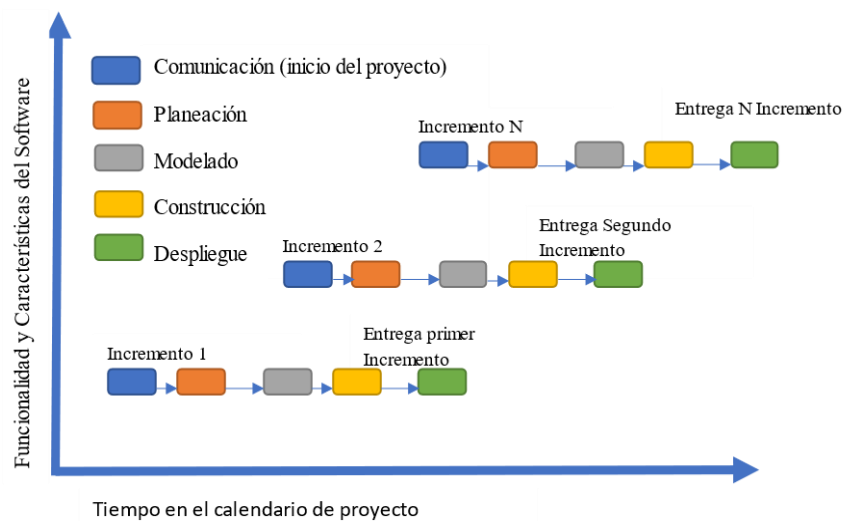 Funcionalidad y Características del Software
Comunicación (inicio del proyecto)
Planeación
Modelado
Construcción
Despliegue
Entrega N Incremento
Incremento N
Entrega Segundo
Incremento
Incremento 2
Entrega primer
Incremento
Incremento 1
Tiempo en el calendario de proyecto